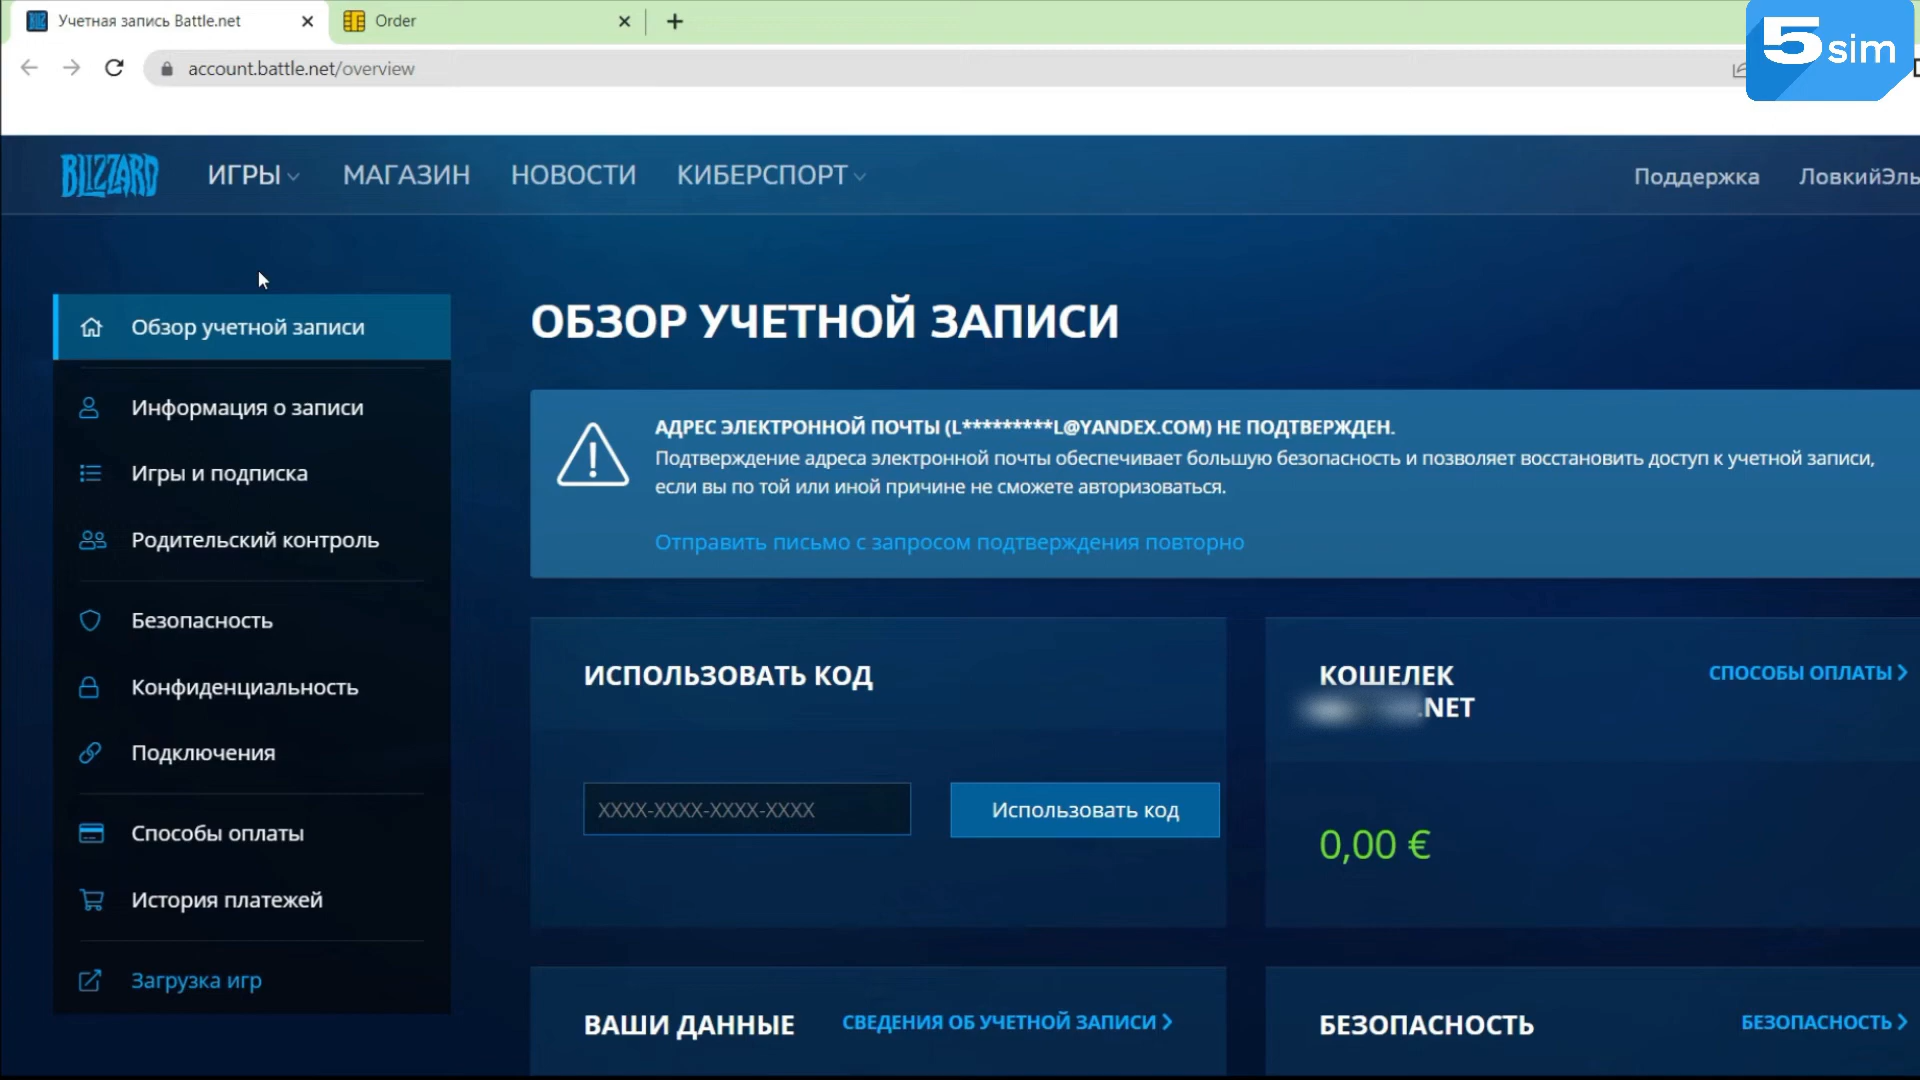 Учетная запись Battle.net
Order
account.battle.net/overview
5sim
BLIZZARD
ИГРЫ
МАГАЗИН
НОВОСТИ
КИБЕРСПОРТ
Поддержка
ЛовкийЭль
Обзор учетной записи
Информация о записи
Игры и подписка
Родительский контроль
Безопасность
Конфиденциальность
Подключения
Способы оплаты
История платежей
Загрузка игр
ОБЗОР УЧЕТНОЙ ЗАПИСИ
АДРЕС ЭЛЕКТРОННОЙ ПОЧТЫ (L*********L@YANDEX.COM) НЕ ПОДТВЕРЖДЕН.
Подтверждение адреса электронной почты обеспечивает большую безопасность и позволяет восстановить доступ к учетной записи,
если вы по той или иной причине не сможете авторизоваться.
Отправить письмо с запросом подтверждения повторно
ИСПОЛЬЗОВАТЬ КОД
XXXX-XXXX-XXXX-XXXX
Использовать код
КОШЕЛЕК
.NET
СПОСОБЫ ОПЛАТЫ
0,00 €
ВАШИ ДАННЫЕ
СВЕДЕНИЯ ОБ УЧЕТНОЙ ЗАПИСИ
БЕЗОПАСНОСТЬ
БЕЗОПАСНОСТЬ